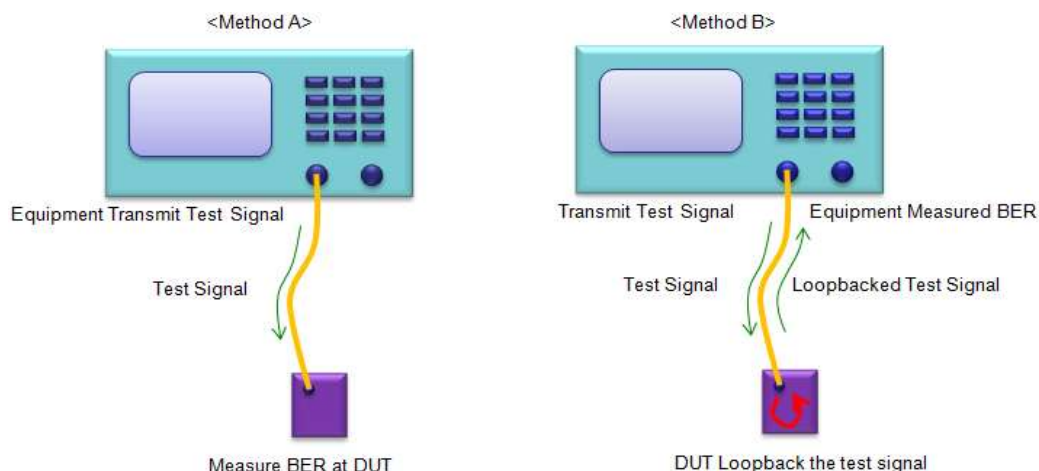 <Method A>
Equipment Transmit Test Signal
Test Signal
Measure BER at DUT
<Method B>
Transmit Test Signal
Equipment Measured BER
Test Signal
Loopbacked Test Signal
DUT Loopback the test signal